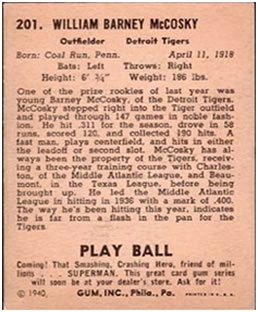 201. WILLIAM BARNEY McCOSKY
Outfielder Detroit Tigers
Born: Coal Run, Penn. April 11, 1918
Bats: Left Throws: Right
Height: 6' ¾" Weight: 186 lbs.
One of the prize rookies of last year was
young Barney McCosky, of the Detroit Tigers.
McCosky stepped right into the Tiger outfield
and played through 147 games in noble fash-
ion. He hit .311 for the season, drove in 58
runs, scored 120, and collected 190 hits. A
fast man, plays centerfield, and hits in either
the leadoff or second slot. McCosky has al-
ways been the property of the Tigers, receiv-
ing a three-year training course with Charles-
ton, of the Middle Atlantic League, and Beau-
mont, in the Texas League, before being
brought up. He led the Middle Atlantic
League in hitting in 1936 with a mark of .400.
The way he's been hitting this year, indicates
he is far from a flash in the pan for the
Tigers
PLAY BALL
Coming! That Smashing, Crashing Hero, friend of mil-
lions . . . SUPERMAN. This great card gum series
will soon be at your dealer's store. Ask for it!
© 1940 GUM, INC., Phila., Pa. PRINTED IN U. S. A.